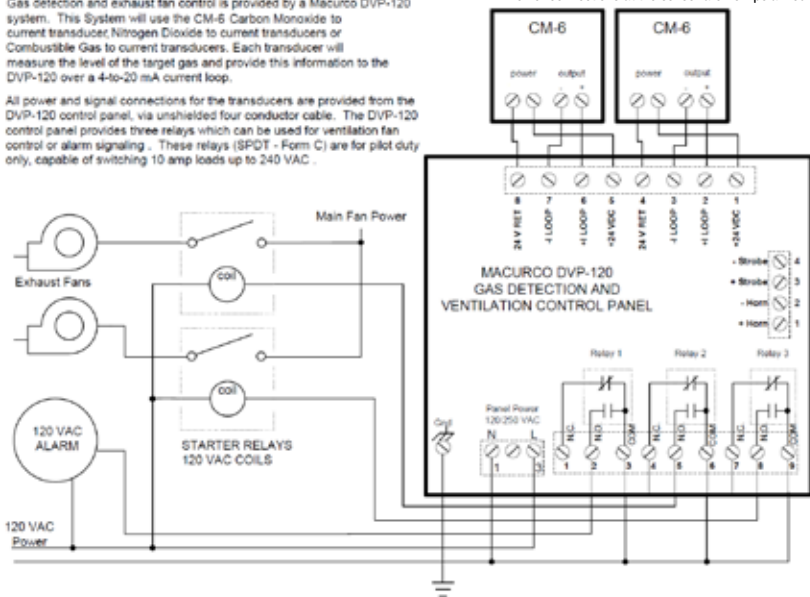 Gas detection and exhaust fan control is provided by a Macurco DVP-120
system. This System will use the CM-6 Carbon Monoxide to
current transducer, Nitrogen Dioxide to current transducers or
Combustible Gas to current transducers. Each transducer will
measure the level of the target gas and provide this information to the
DVP-120 over a 4-to-20 mA current loop.
All power and signal connections for the transducers are provided from the
DVP-120 control panel, via unshielded four conductor cable. The DVP-120
control panel provides three relays which can be used for ventilation fan
control or alarm signaling . These relays (SPDT - Form C) are for pilot duty
only, capable of switching 10 amp loads up to 240 VAC .
CM-6 CM-6
power output power output
- + - +
8 7 6 5 4 3 2 1
24 V RET -I LOOP +I LOOP +24 VDC 24 V RET -I LOOP +I LOOP +24 VDC
Main Fan Power
coil
Exhaust Fans
MACURCO DVP-120
GAS DETECTION AND
VENTILATION CONTROL PANEL
- Strobe 4
+ Strobe 3
- Horn 2
+ Horn 1
Relay 1 Relay 2 Relay 3
coil
120 VAC
ALARM
STARTER RELAYS
120 VAC COILS
Gnd
Panel Power
120/250 VAC
N L
N.C. N.O. COM N.C. N.O. COM N.C. N.O. COM
1 3 1 2 3 4 5 6 7 8 9
120 VAC
Power